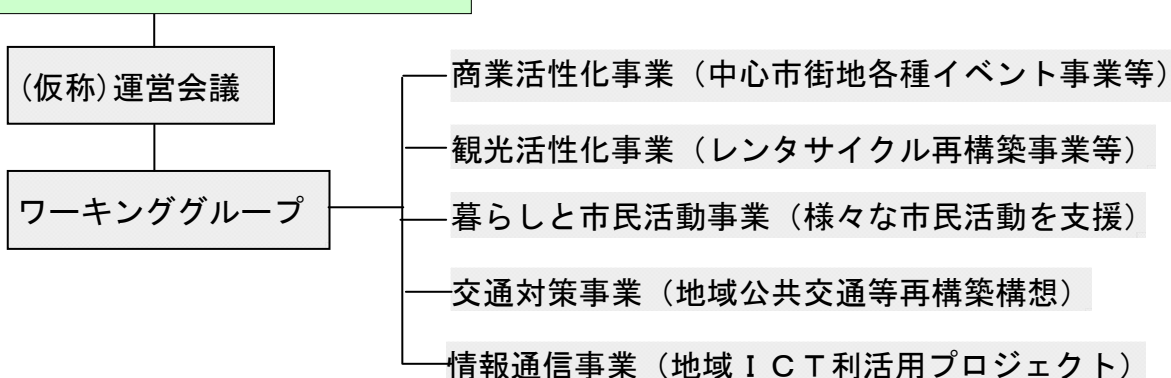 (仮称)運営会議
ワーキンググループ
商業活性化事業（中心市街地各種イベント事業等）
観光活性化事業（レンタサイクル再構築事業等）
暮らしと市民活動事業（様々な市民活動を支援）
交通対策事業（地域公共交通等再構築構想）
情報通信事業（地域ＩＣＴ利活用プロジェクト）